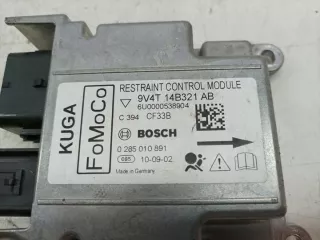 RESTRAINT CONTROL MODULE
9V4T 14B321 AB
6U0000538904
C 394 CF33B
KUGA
FoMoCo
BOSCH
0 285 010 891
685 10-09-02
Made in Germany